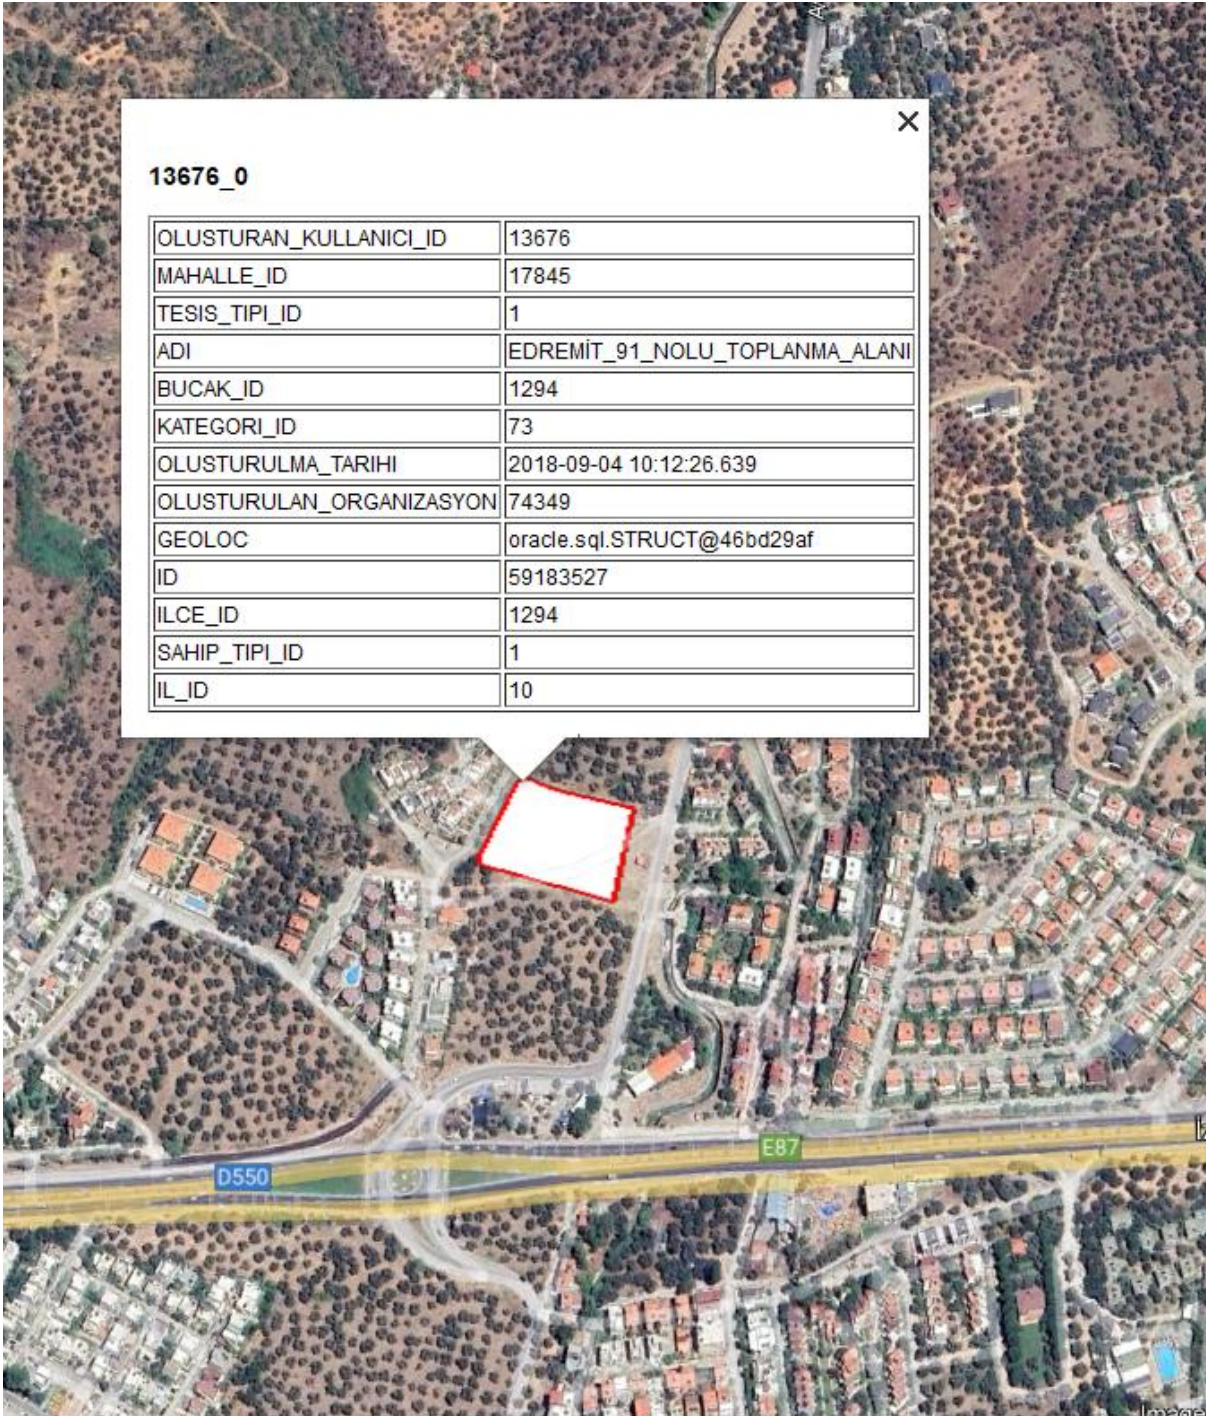 A
13676_0
OLUSTURAN_KULLANICI_ID 13676
MAHALLE_ID 17845
TESIS_TIPI_ID 1
ADI EDREMİT_91_NOLU_TOPLANMA_ALANI
BUCAK_ID 1294
KATEGORI_ID 73
OLUSTURULMA_TARIHI 2018-09-04 10:12:26.639
OLUSTURULAN_ORGANIZASYON 74349
GEOLOC oracle.sql.STRUCT@46bd29af
ID 59183527
ILCE_ID 1294
SAHIP_TIPI_ID 1
IL_ID 10
E87
D550
Image